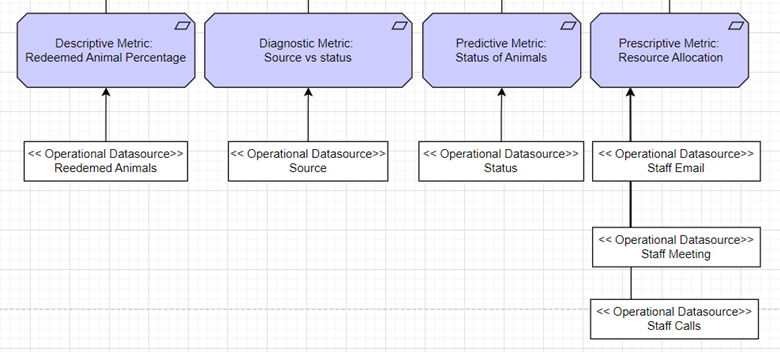 Descriptive Metric:
Redeemed Animal Percentage
Diagnostic Metric:
Source vs status
Predictive Metric:
Status of Animals
Prescriptive Metric:
Resource Allocation
<< Operational Datasource>>
Reedemed Animals
<< Operational Datasource>>
Source
<< Operational Datasource>>
Status
<< Operational Datasource>>
Staff Email
<< Operational Datasource>>
Staff Meeting
<< Operational Datasource>>
Staff Calls